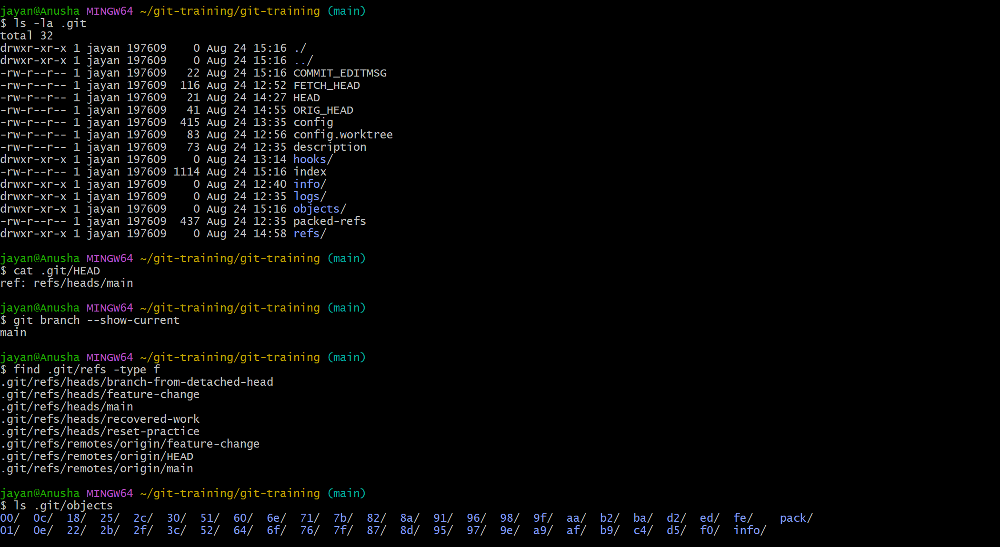 jayan@Anusha MINGW64 ~/git-training/git-training (main)
$ ls -la .git
total 32
drwxr-xr-x 1 jayan 197609    0 Aug 24 15:16 ./
drwxr-xr-x 1 jayan 197609    0 Aug 24 15:16 ../
-rw-r--r-- 1 jayan 197609   22 Aug 24 15:16 COMMIT_EDITMSG
-rw-r--r-- 1 jayan 197609  116 Aug 24 12:52 FETCH_HEAD
-rw-r--r-- 1 jayan 197609   21 Aug 24 14:27 HEAD
-rw-r--r-- 1 jayan 197609   41 Aug 24 14:55 ORIG_HEAD
-rw-r--r-- 1 jayan 197609  415 Aug 24 13:35 config
-rw-r--r-- 1 jayan 197609   83 Aug 24 12:56 config.worktree
-rw-r--r-- 1 jayan 197609   73 Aug 24 12:35 description
drwxr-xr-x 1 jayan 197609    0 Aug 24 13:14 hooks/
-rw-r--r-- 1 jayan 197609 1114 Aug 24 15:16 index
drwxr-xr-x 1 jayan 197609    0 Aug 24 12:40 info/
drwxr-xr-x 1 jayan 197609    0 Aug 24 12:35 logs/
drwxr-xr-x 1 jayan 197609    0 Aug 24 15:16 objects/
-rw-r--r-- 1 jayan 197609  437 Aug 24 12:35 packed-refs
drwxr-xr-x 1 jayan 197609    0 Aug 24 14:58 refs/
jayan@Anusha MINGW64 ~/git-training/git-training (main)
$ cat .git/HEAD
ref: refs/heads/main
jayan@Anusha MINGW64 ~/git-training/git-training (main)
$ git branch --show-current
main
jayan@Anusha MINGW64 ~/git-training/git-training (main)
$ find .git/refs -type f
.git/refs/heads/branch-from-detached-head
.git/refs/heads/feature-change
.git/refs/heads/main
.git/refs/heads/recovered-work
.git/refs/heads/reset-practice
.git/refs/remotes/origin/feature-change
.git/refs/remotes/origin/HEAD
.git/refs/remotes/origin/main
jayan@Anusha MINGW64 ~/git-training/git-training (main)
$ ls .git/objects
00/  0c/  18/  25/  2c/  30/  51/  60/  6e/  71/  7b/  82/  8a/  91/  96/  98/  9f/  aa/  b2/  ba/  d2/  ed/  fe/    pack/
01/  0e/  22/  2b/  2f/  3c/  52/  64/  6f/  76/  7f/  87/  8d/  95/  97/  9e/  a9/  af/  b9/  c4/  d5/  f0/  info/